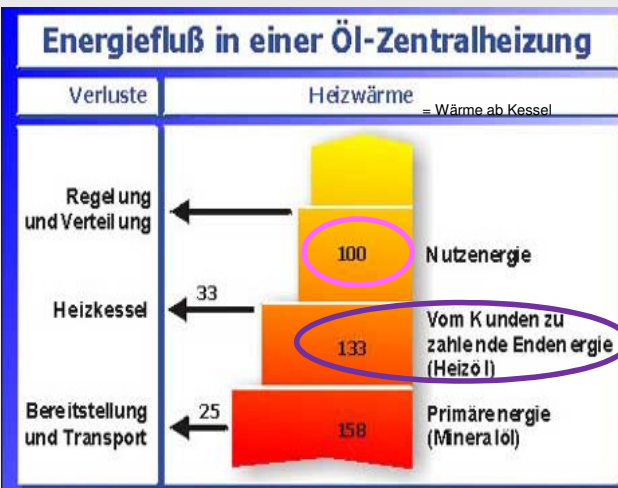 Energiefluß in einer Öl-Zentralheizung
Verluste
Heizwärme
= Wärme ab Kessel
Regelung
und Verteilung
100
Nutzenergie
33
Heizkessel
133
Vom Kunden zu
zahlende Endenergie
(Heizöl)
Bereitstellung
und Transport
25
158
Primärenergie
(Mineralöl)